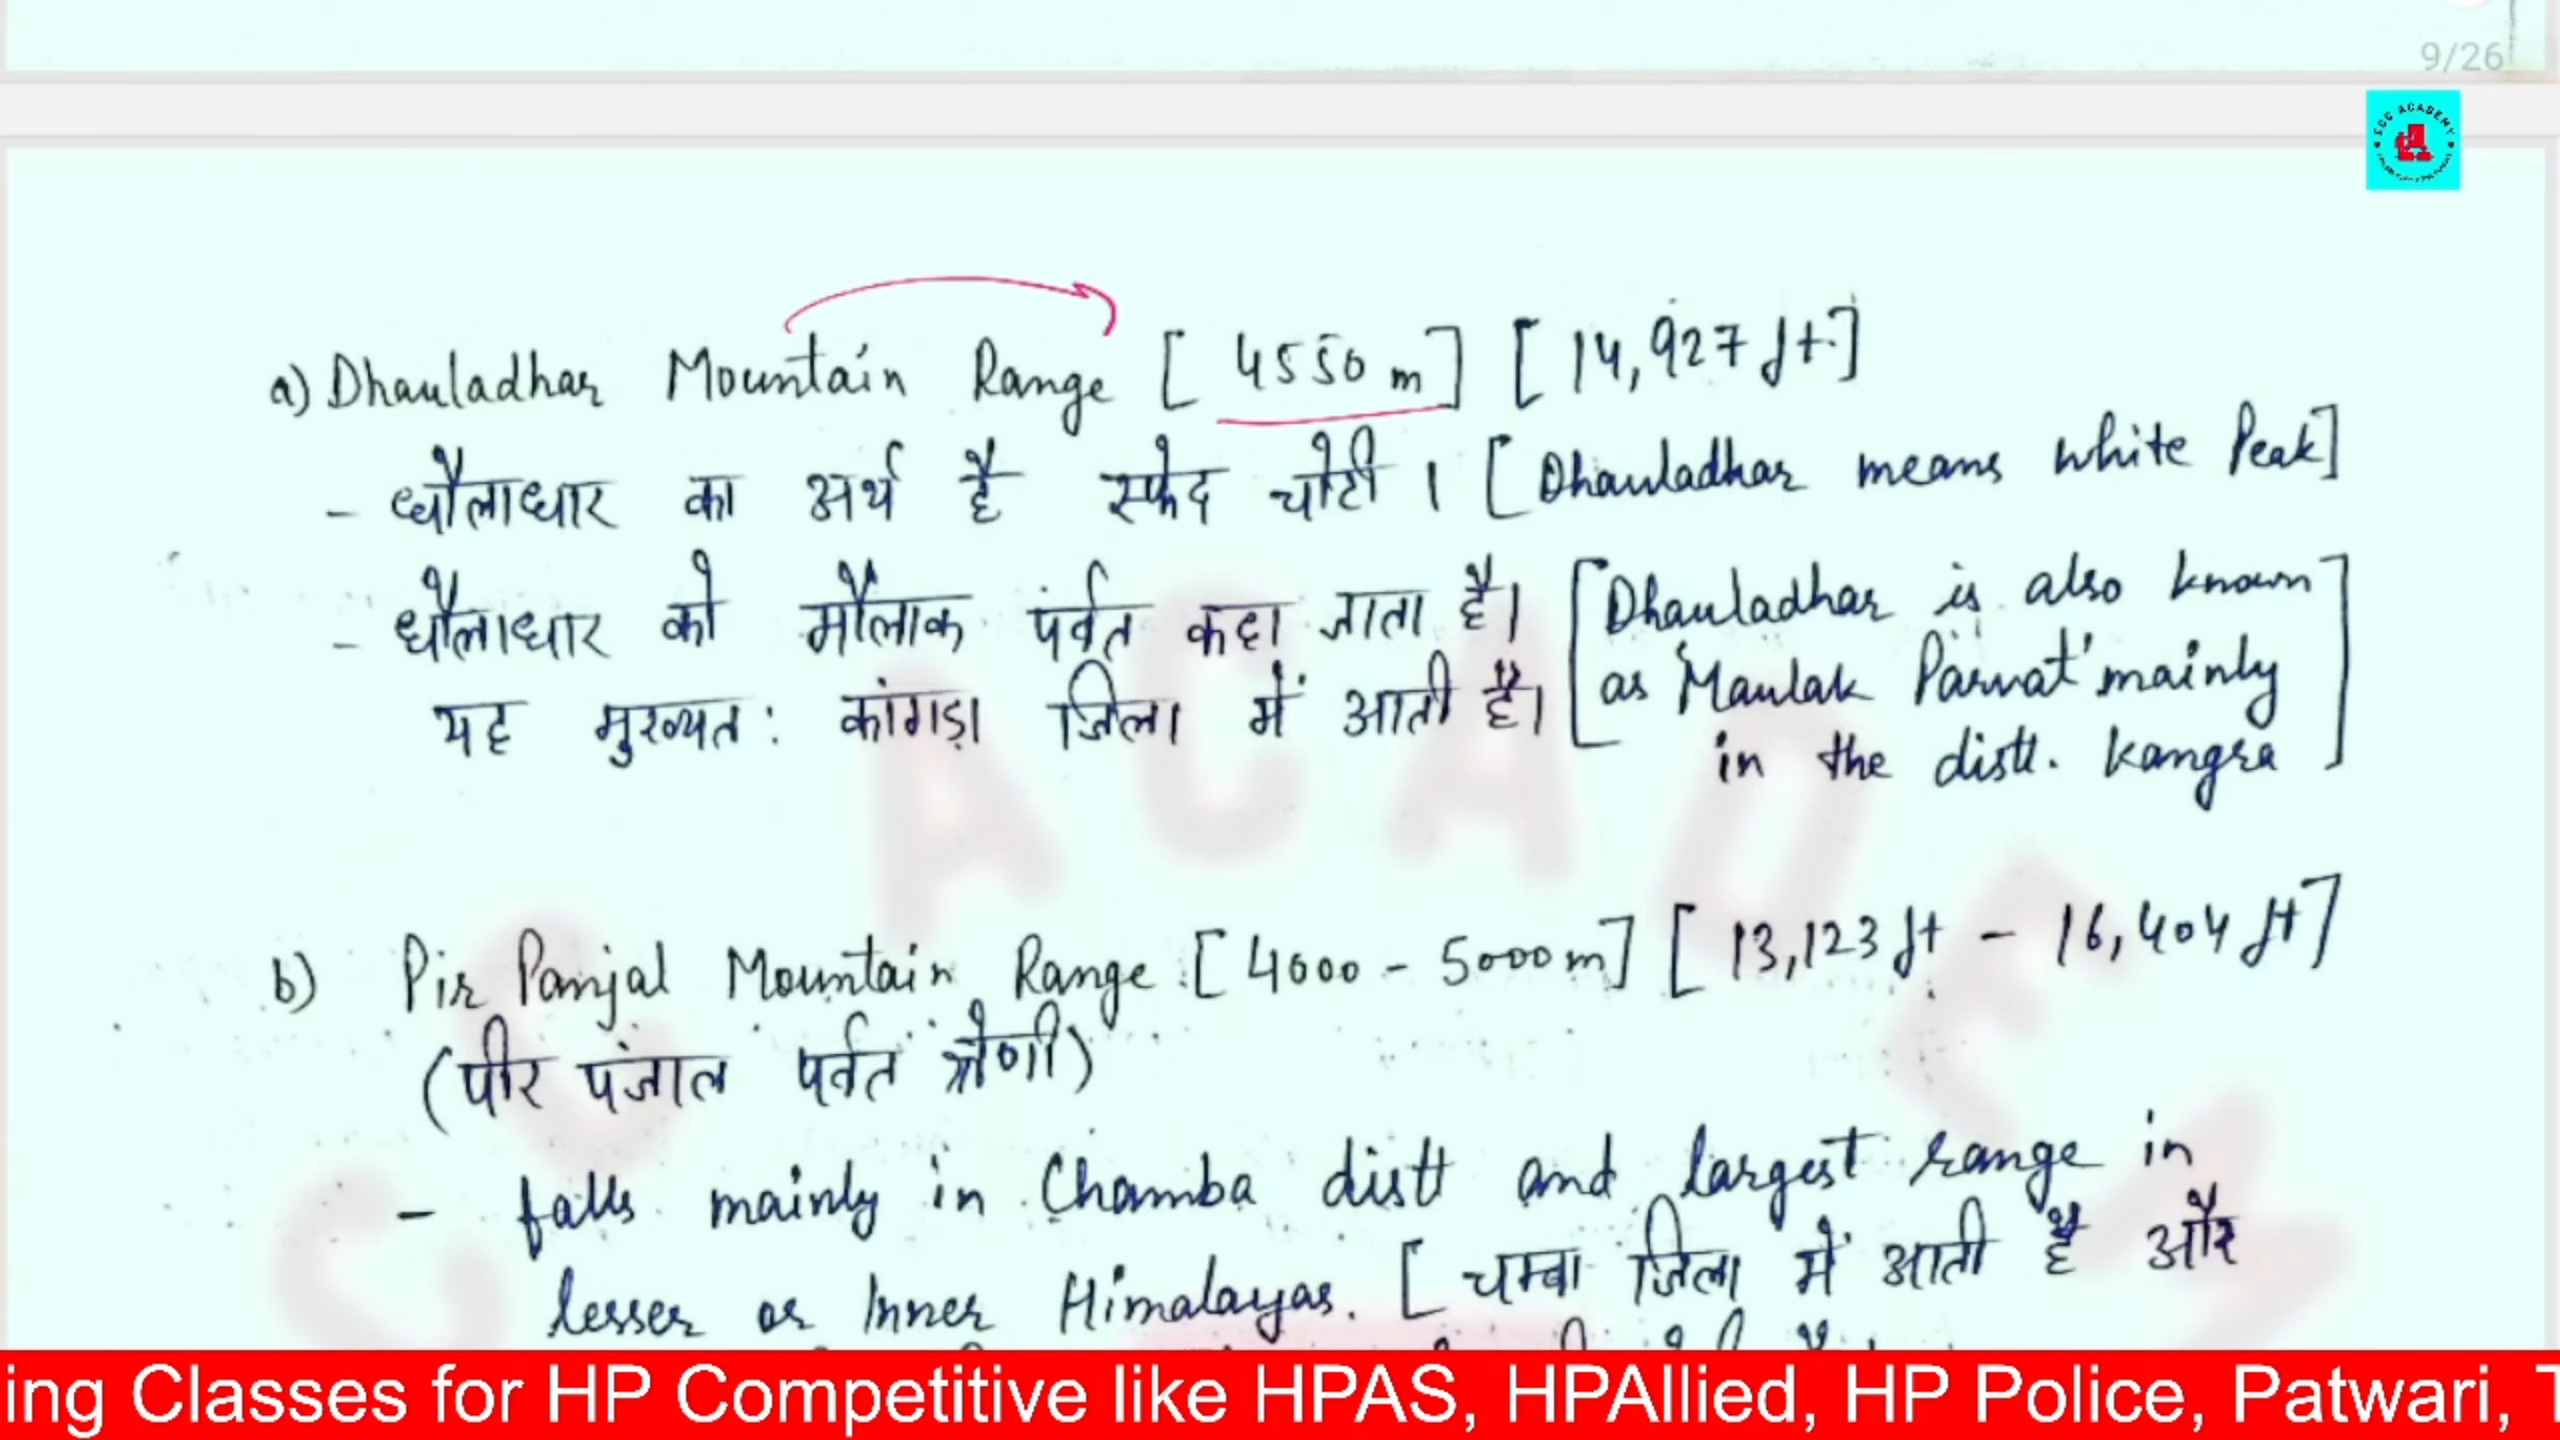 9/26
a) Dhauladhar Mountain Range [ 4550 m ] [ 14,927 ft.]
- धौलाधार का अर्थ है स्फेद चोटी । [ Dhauladhar means white Peak]
- धौलाधार को मौलाक पंर्वत कहा जाता है। [Dhauladhar is also known
यह मुख्यत: कांगड़ा जिला में आती है। as 'Maulak Parvat' mainly
in the distt. kangra ]
b) Pir Panjal Mountain Range [ 4000 - 5000m ] [ 13,123 ft - 16,404 ft ]
(पीर पंजाल पर्वत श्रेणी)
- falls mainly in Chamba distt and largest range in
lesser or Inner Himalayas. [ चम्बा जिला में आती है और
ing Classes for HP Competitive like HPAS, HPAllied, HP Police, Patwari, T